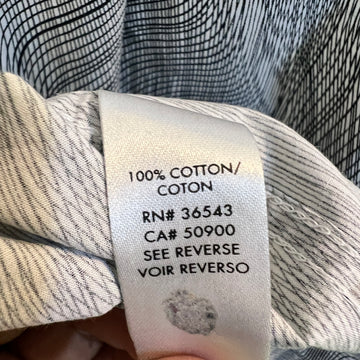 100% COTTON/
COTON
RN# 36543
CA# 50900
SEE REVERSE
VOIR REVERSO